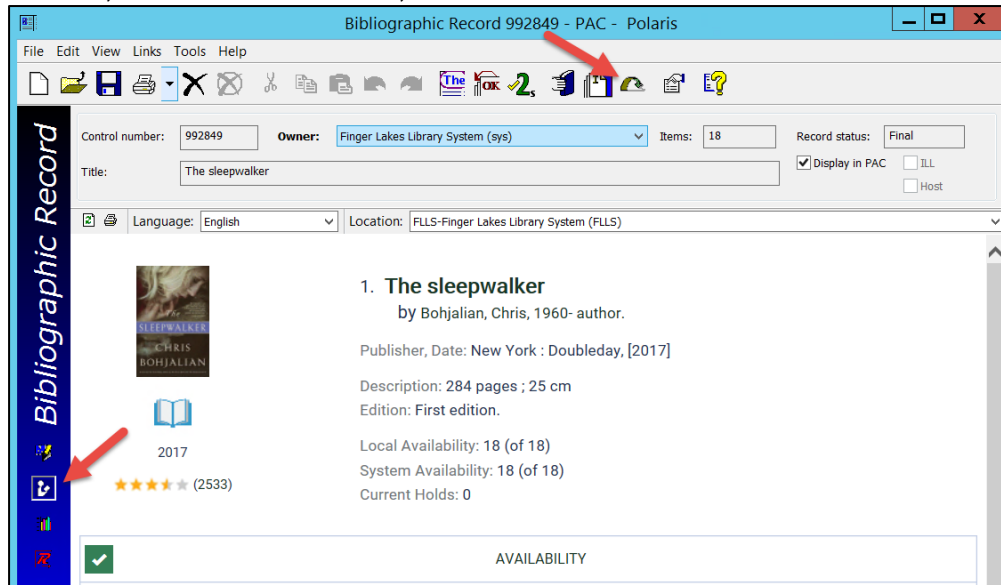 Bibliographic Record 992849 - PAC - Polaris
File Edit View Links Tools Help
The OK 2,
Control number: 992849 Owner: Finger Lakes Library System (sys) Items: 18 Record status: Final
Display in PAC ILL
Title: The sleepwalker
Host
Language: English Location: FLLS-Finger Lakes Library System (FLLS)
Bibliographic Record
1. The sleepwalker
by Bohjalian, Chris, 1960- author.
The
SLEEPWALKER
CHRIS
BOHJALIAN
Publisher, Date: New York : Doubleday, [2017]
Description: 284 pages ; 25 cm
Edition: First edition.
2017
(2533)
Local Availability: 18 (of 18)
System Availability: 18 (of 18)
Current Holds: 0
R
AVAILABILITY